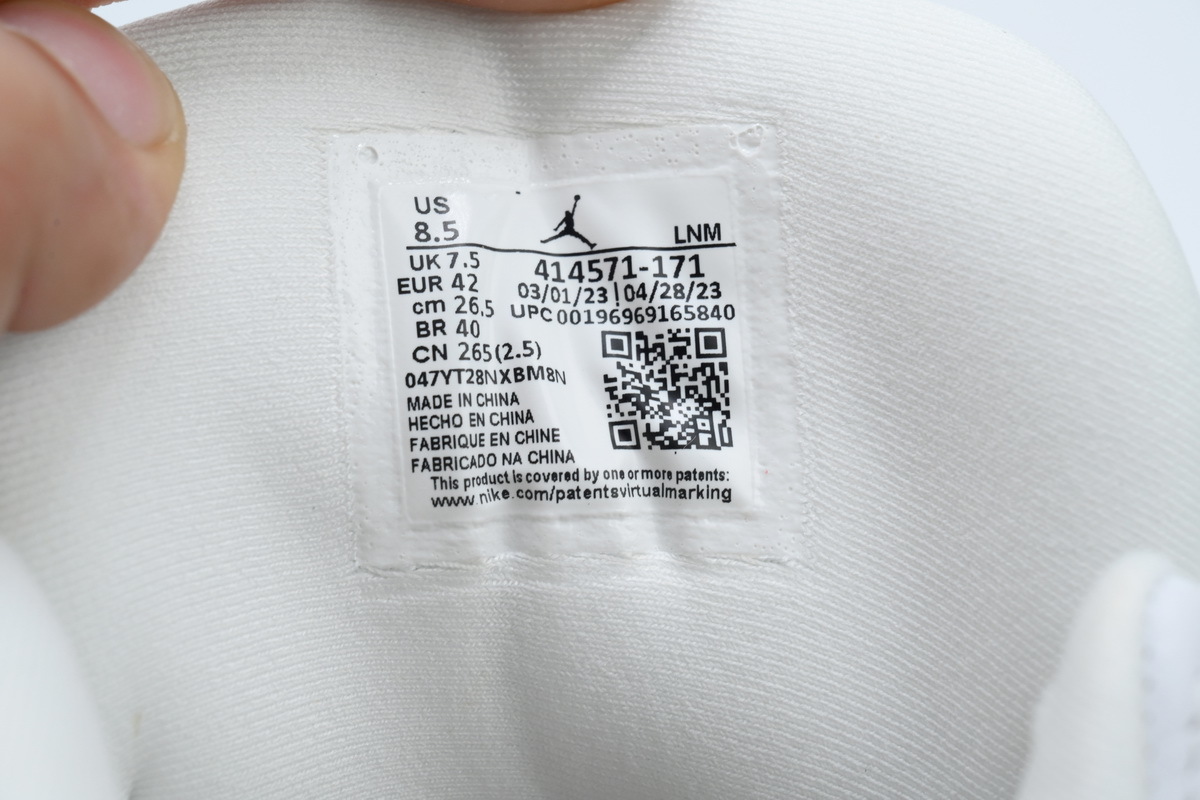 US
8.5
LNM
UK 7.5
EUR 42
cm 26.5
BR 40
CN 265(2.5)
414571-171
03/01/23 | 04/28/23
UPC 00196969165840
047YT28NXBM8N
MADE IN CHINA
HECHO EN CHINA
FABRIQUE EN CHINE
FABRICADO NA CHINA
This product is covered by one or more patents:
www.nike.com/patentsvirtualmarking